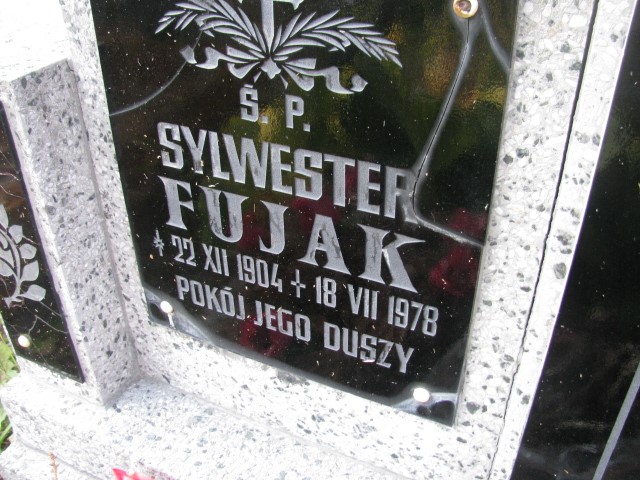 Ś. P.
SYLWESTER
FUJAK
* 22 XII 1904 + 18 VII 1978
POKÓJ JEGO DUSZY